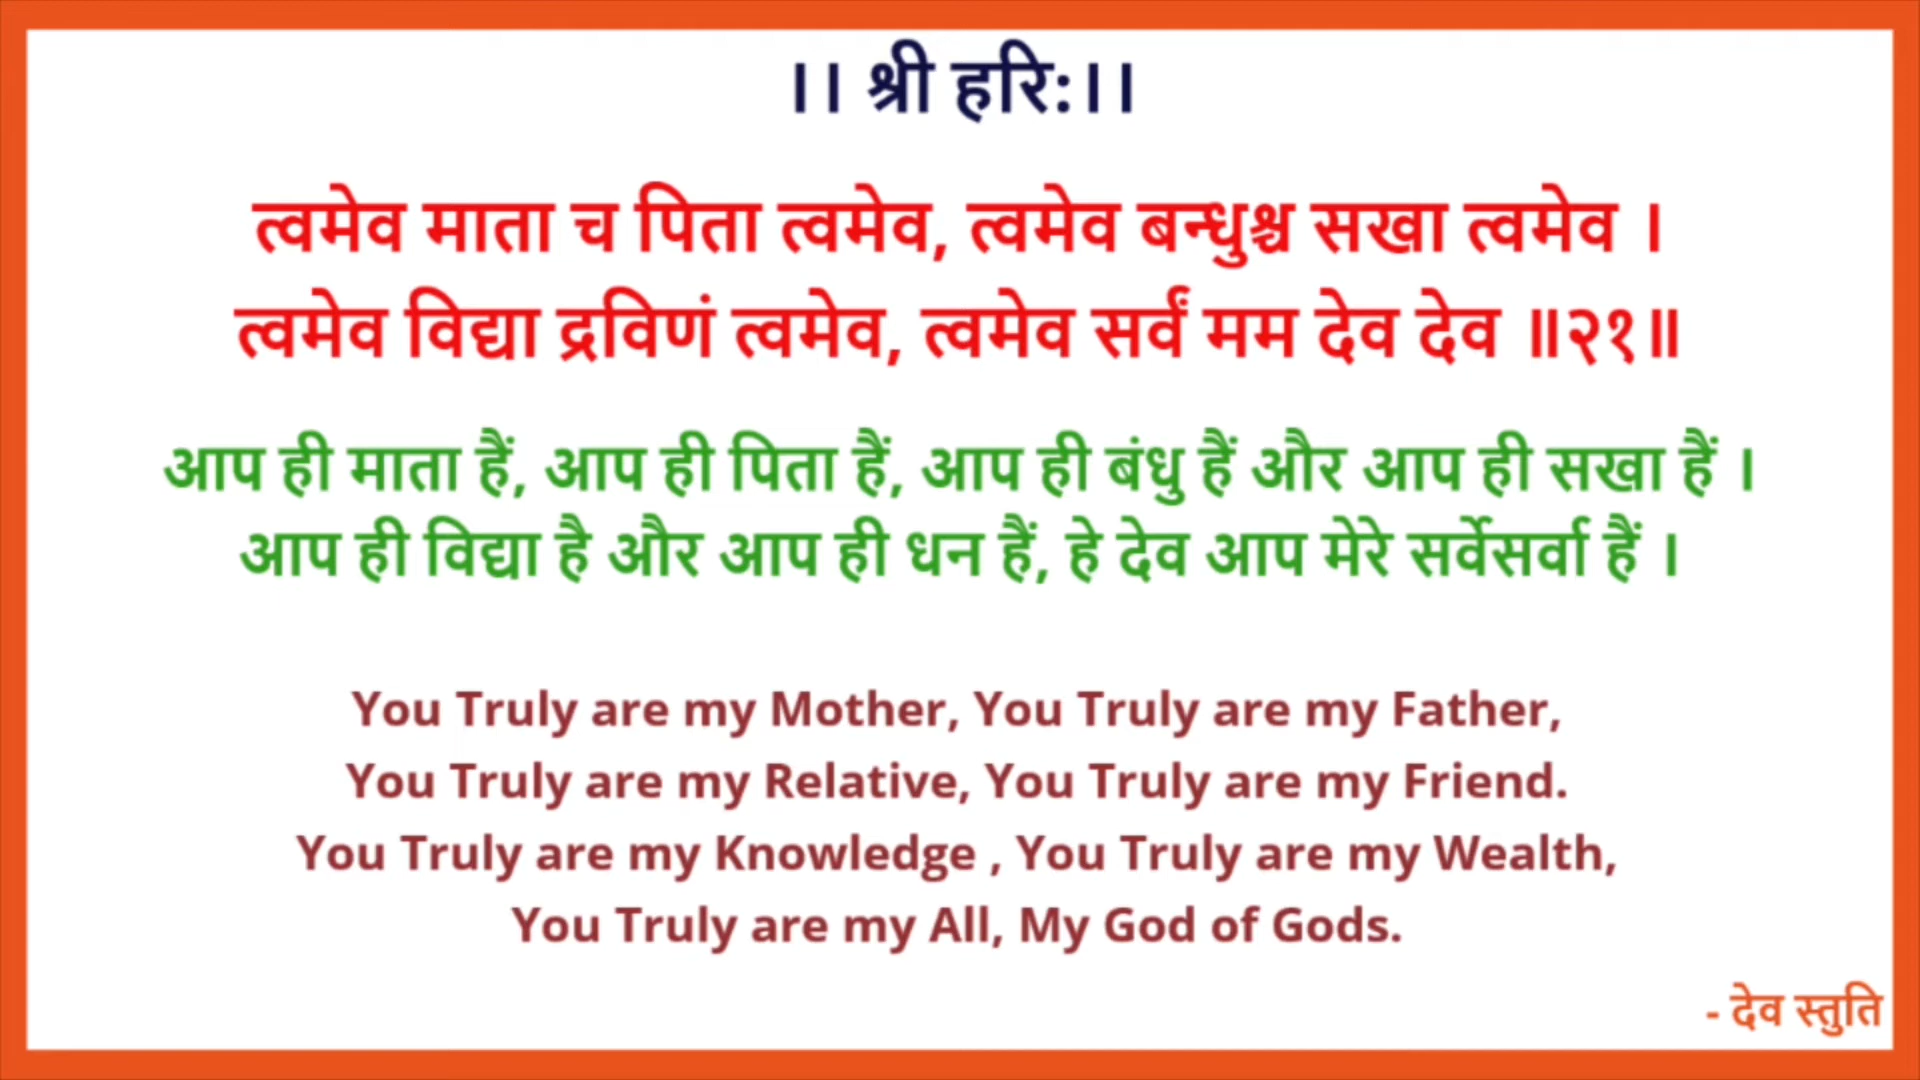 ।। श्री हरि:।।
त्वमेव माता च पिता त्वमेव, त्वमेव बन्धुश्च सखा त्वमेव ।
त्वमेव विद्या द्रविणं त्वमेव, त्वमेव सर्वं मम देव देव ॥२१॥
आप ही माता हैं, आप ही पिता हैं, आप ही बंधु हैं और आप ही सखा हैं ।
आप ही विद्या है और आप ही धन हैं, हे देव आप मेरे सर्वेसर्वा हैं ।
You Truly are my Mother, You Truly are my Father,
You Truly are my Relative, You Truly are my Friend.
You Truly are my Knowledge , You Truly are my Wealth,
You Truly are my All, My God of Gods.
- देव स्तुति